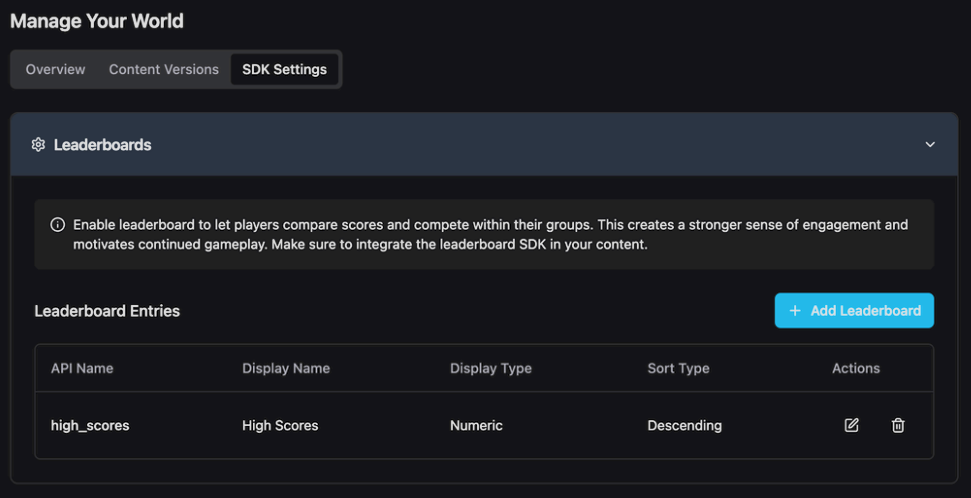 Manage Your World
Overview Content Versions SDK Settings
Leaderboards
Enable leaderboard to let players compare scores and compete within their groups. This creates a stronger sense of engagement and
motivates continued gameplay. Make sure to integrate the leaderboard SDK in your content.
Leaderboard Entries + Add Leaderboard
API Name Display Name Display Type Sort Type Actions
high_scores High Scores Numeric Descending